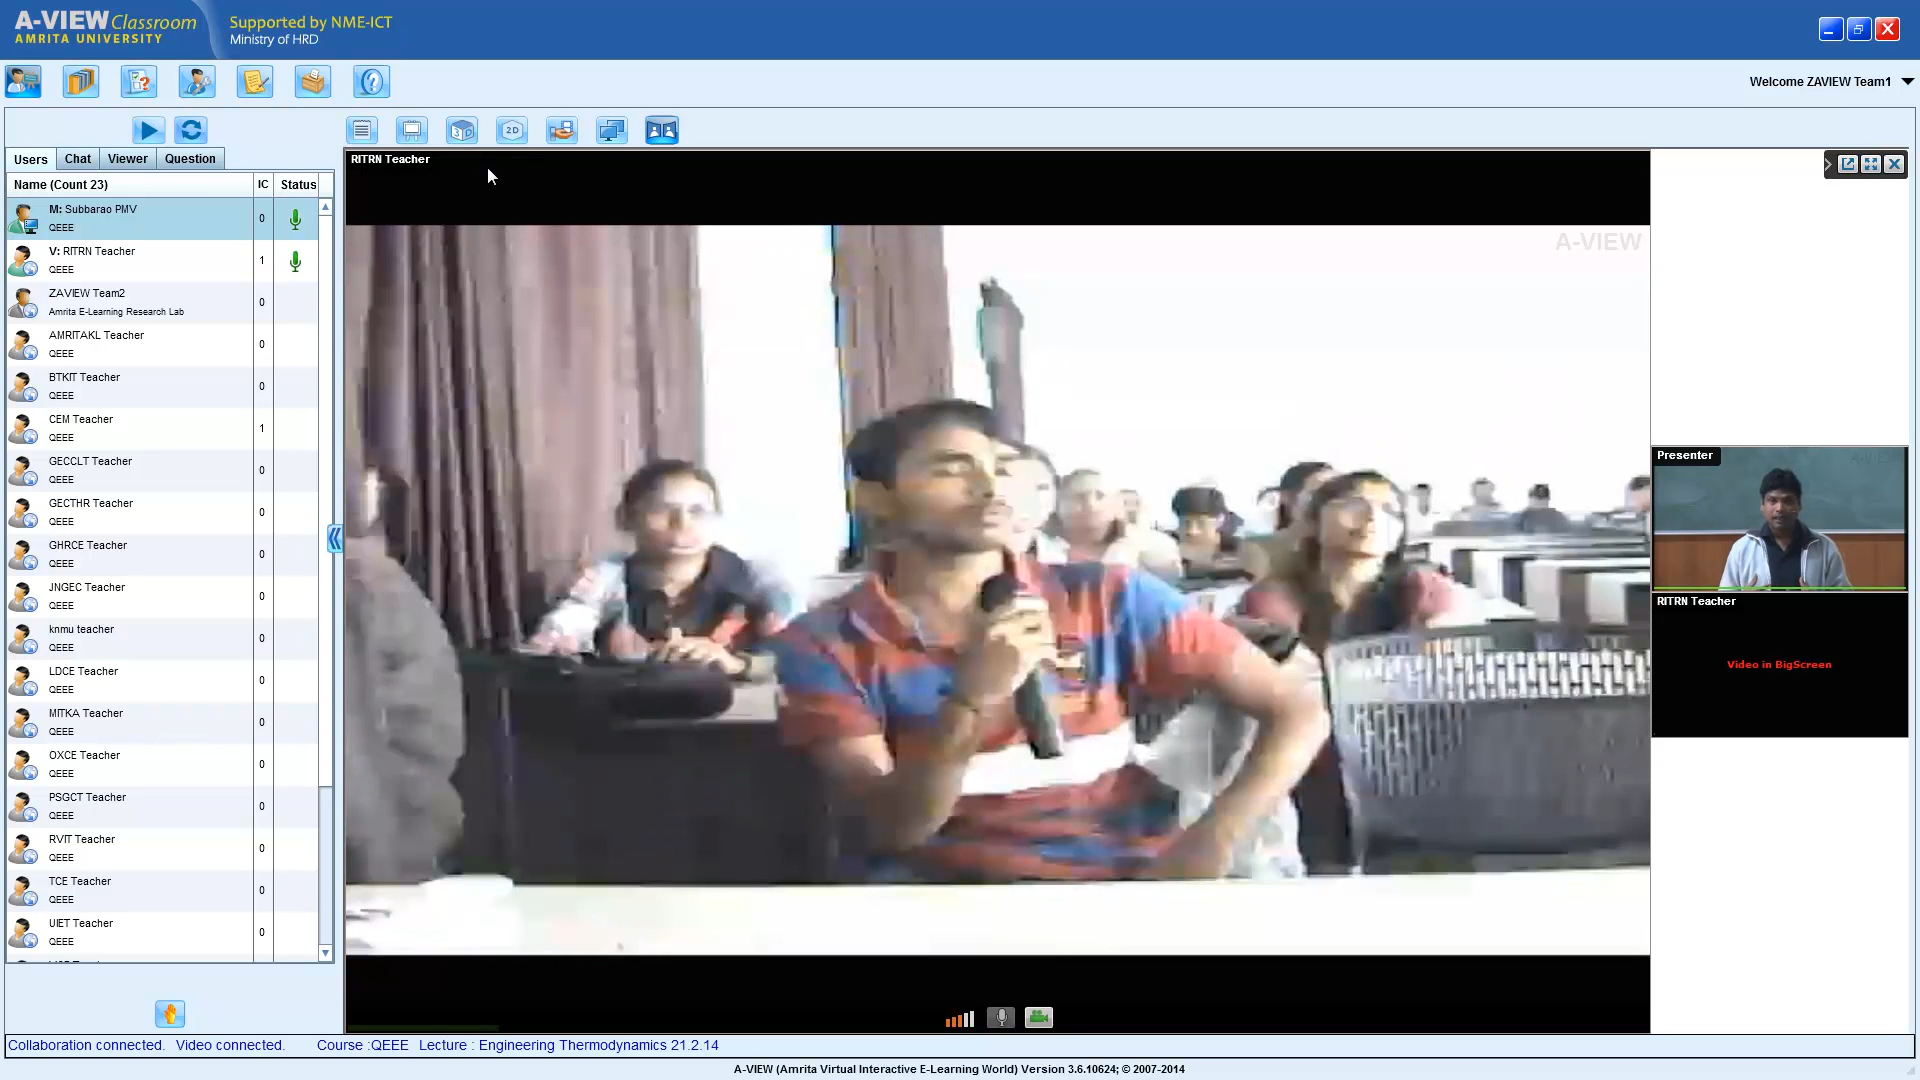 A-VIEW Classroom
AMRITA UNIVERSITY
Supported by NME-ICT
Ministry of HRD
Welcome ZAVIEW Team1
3D
2D
Users
Chat
Viewer
Question
Name (Count 23)
IC
Status
M: Subbarao PMV
QEEE
0
V: RITRN Teacher
QEEE
1
ZAVIEW Team2
Amrita E-Learning Research Lab
0
AMRITAKL Teacher
QEEE
0
BTKIT Teacher
QEEE
0
CEM Teacher
QEEE
1
GECCLT Teacher
QEEE
0
GECTHR Teacher
QEEE
0
GHRCE Teacher
QEEE
0
JNGEC Teacher
QEEE
0
knmu teacher
QEEE
0
LDCE Teacher
QEEE
0
MITKA Teacher
QEEE
0
OXCE Teacher
QEEE
0
PSGCT Teacher
QEEE
0
RVIT Teacher
QEEE
0
TCE Teacher
QEEE
0
UIET Teacher
QEEE
0
RITRN Teacher
A-VIEW
Presenter
RITRN Teacher
Video in BigScreen
Collaboration connected. Video connected. Course :QEEE Lecture : Engineering Thermodynamics 21.2.14
A-VIEW (Amrita Virtual Interactive E-Learning World) Version 3.6.10624; © 2007-2014